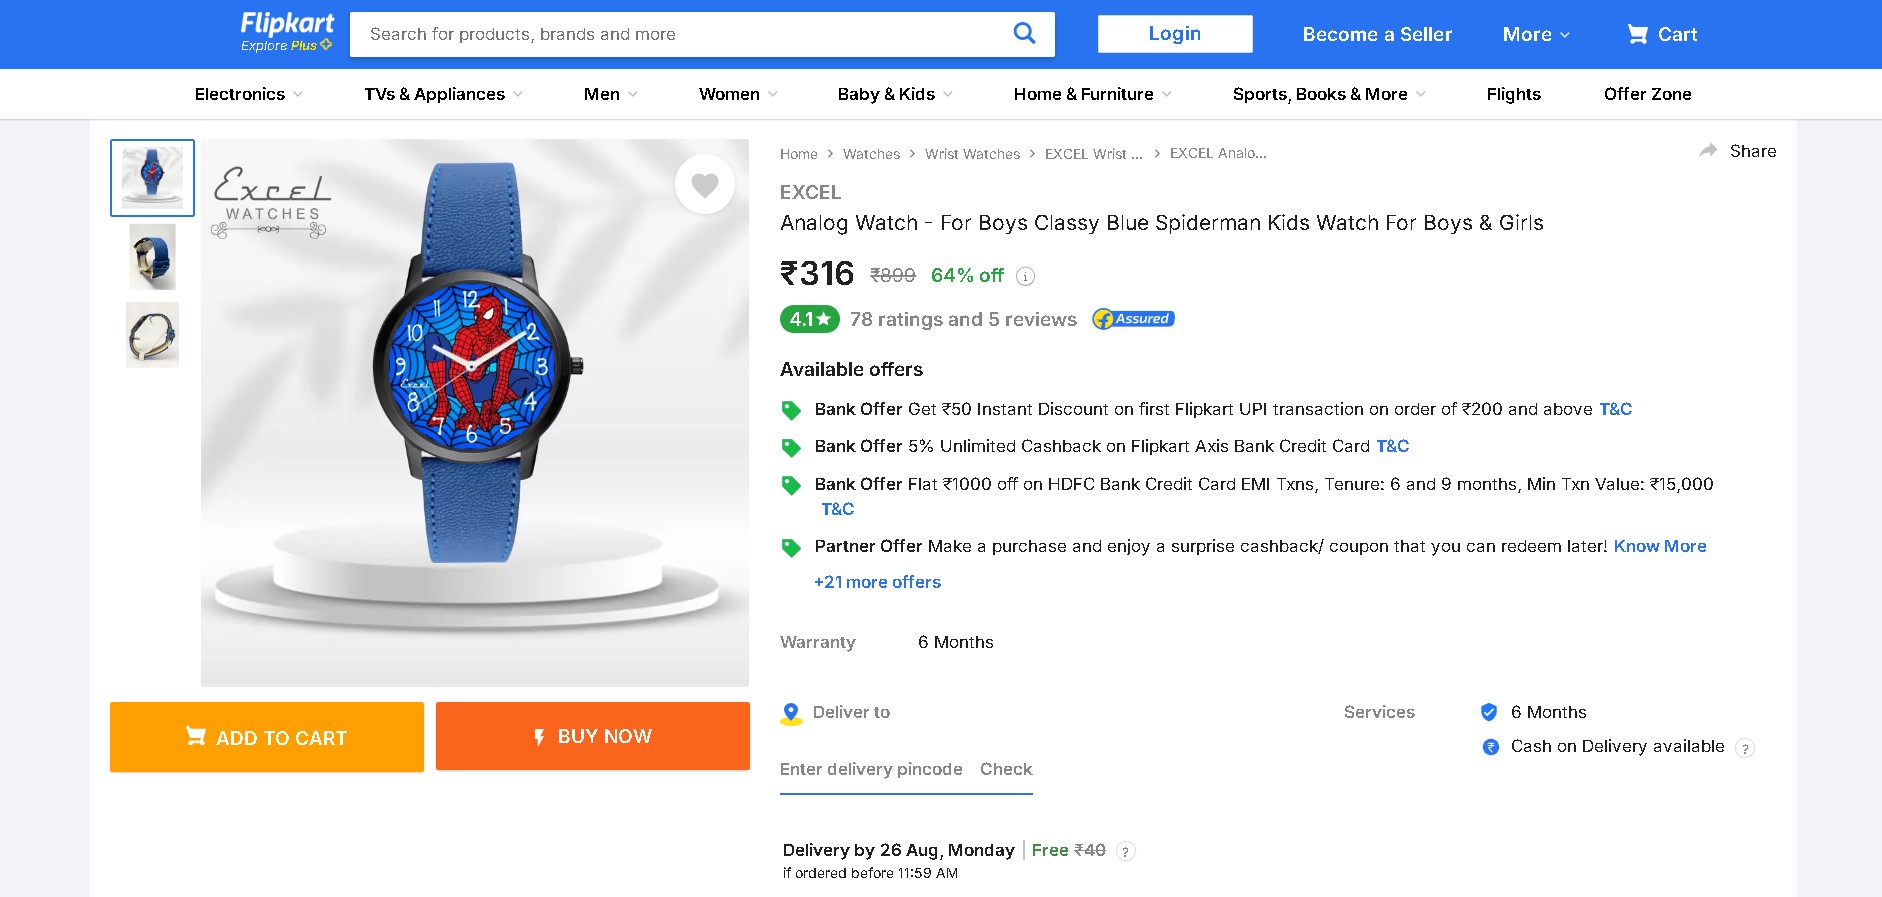 Flipkart
Explore Plus
Search for products, brands and more
Login
Become a Seller
More
Cart
Electronics
TVs & Appliances
Men
Women
Baby & Kids
Home & Furniture
Sports, Books & More
Flights
Offer Zone
Excel
WATCHES
12
1
2
3
4
5
6
7
8
9
10
11
Excel
ADD TO CART
BUY NOW
Home > Watches > Wrist Watches > EXCEL Wrist ... > EXCEL Analo...
Share
EXCEL
Analog Watch - For Boys Classy Blue Spiderman Kids Watch For Boys & Girls
₹316 ₹899 64% off
4.1★ 78 ratings and 5 reviews Assured
Available offers
Bank Offer Get ₹50 Instant Discount on first Flipkart UPI transaction on order of ₹200 and above T&C
Bank Offer 5% Unlimited Cashback on Flipkart Axis Bank Credit Card T&C
Bank Offer Flat ₹1000 off on HDFC Bank Credit Card EMI Txns, Tenure: 6 and 9 months, Min Txn Value: ₹15,000
T&C
Partner Offer Make a purchase and enjoy a surprise cashback/ coupon that you can redeem later! Know More
+21 more offers
Warranty 6 Months
Deliver to
Enter delivery pincode Check
Services
6 Months
Cash on Delivery available ?
Delivery by 26 Aug, Monday | Free ₹40 ?
if ordered before 11:59 AM